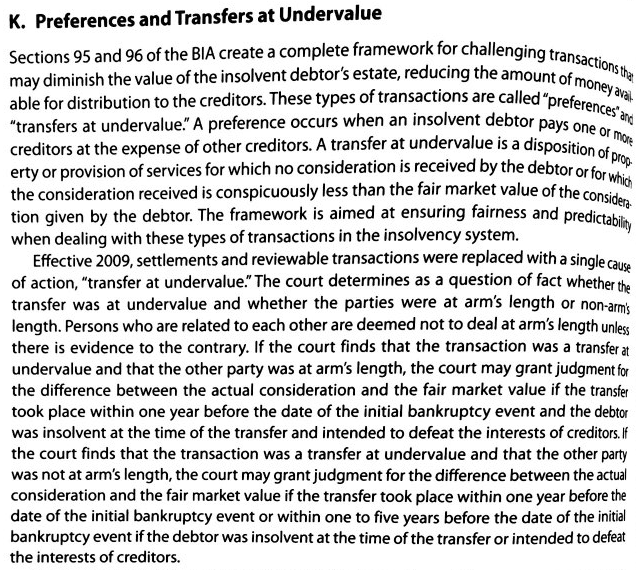 K. Preferences and Transfers at Undervalue
Sections 95 and 96 of the BIA create a complete framework for challenging transactions that
may diminish the value of the insolvent debtor's estate, reducing the amount of money avail-
able for distribution to the creditors. These types of transactions are called "preferences" and
"transfers at undervalue." A preference occurs when an insolvent debtor pays one or more
creditors at the expense of other creditors. A transfer at undervalue is a disposition of prop-
erty or provision of services for which no consideration is received by the debtor or for which
the consideration received is conspicuously less than the fair market value of the considera-
tion given by the debtor. The framework is aimed at ensuring fairness and predictability
when dealing with these types of transactions in the insolvency system.
Effective 2009, settlements and reviewable transactions were replaced with a single cause
of action, "transfer at undervalue." The court determines as a question of fact whether the
transfer was at undervalue and whether the parties were at arm's length or non-arm's
length. Persons who are related to each other are deemed not to deal at arm's length unless
there is evidence to the contrary. If the court finds that the transaction was a transfer at
undervalue and that the other party was at arm's length, the court may grant judgment for
the difference between the actual consideration and the fair market value if the transfer
took place within one year before the date of the initial bankruptcy event and the debtor
was insolvent at the time of the transfer and intended to defeat the interests of creditors. If
the court finds that the transaction was a transfer at undervalue and that the other party
was not at arm's length, the court may grant judgment for the difference between the actual
consideration and the fair market value if the transfer took place within one year before the
date of the initial bankruptcy event or within one to five years before the date of the initial
bankruptcy event if the debtor was insolvent at the time of the transfer or intended to defeat
the interests of creditors.